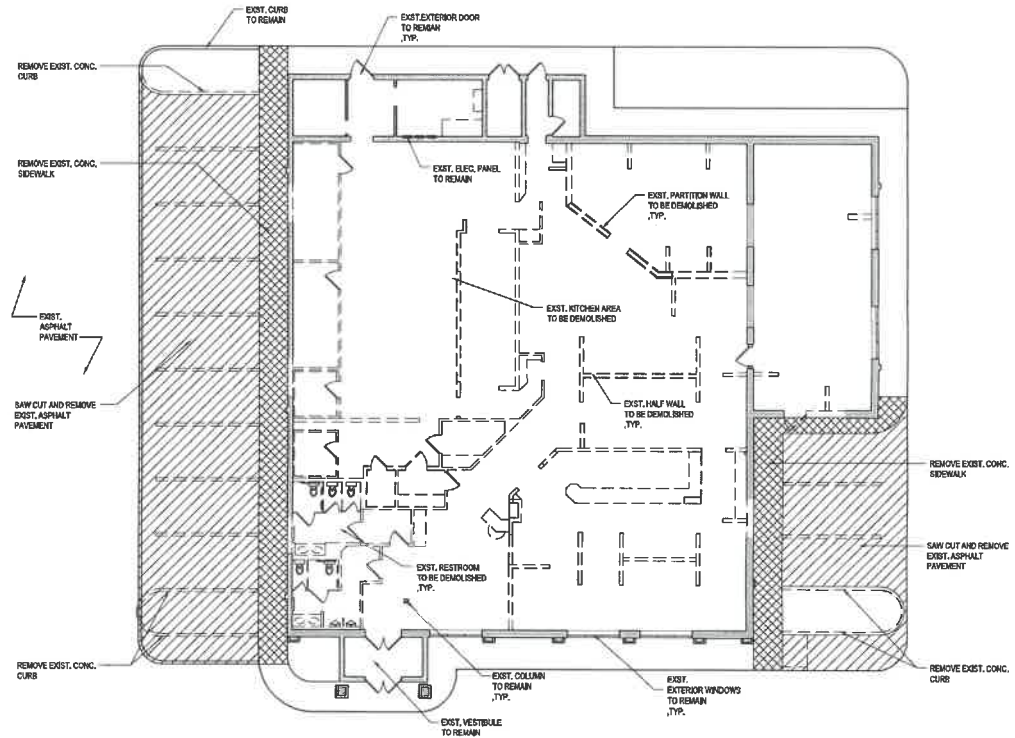 EXST. CURB
TO REMAIN
EXST.EXTERIOR DOOR
TO REMIAN
,TYP.
REMOVE EXIST. CONC.
CURB
REMOVE EXIST. CONC.
SIDEWALK
EXST. ELEC. PANEL
TO REMAIN
EXST. PARTITION WALL
TO BE DEMOLISHED
,TYP.
EXIST.
ASPHALT
PAVEMENT
EXST. KITCHEN AREA
TO BE DEMOLISHED
SAW CUT AND REMOVE
EXIST. ASPHALT
PAVEMENT
EXST. HALF WALL
TO BE DEMOLISHED
,TYP.
REMOVE EXIST. CONC.
SIDEWALK
SAW CUT AND REMOVE
EXIST. ASPHALT
PAVEMENT
EXST. RESTROOM
TO BE DEMOLISHED
,TYP.
REMOVE EXIST. CONC.
CURB
EXST. COLUMN
TO REMAIN
,TYP.
EXST.
EXTERIOR WINDOWS
TO REMAIN
,TYP.
REMOVE EXIST. CONC.
CURB
EXST. VESTIBULE
TO REMAIN